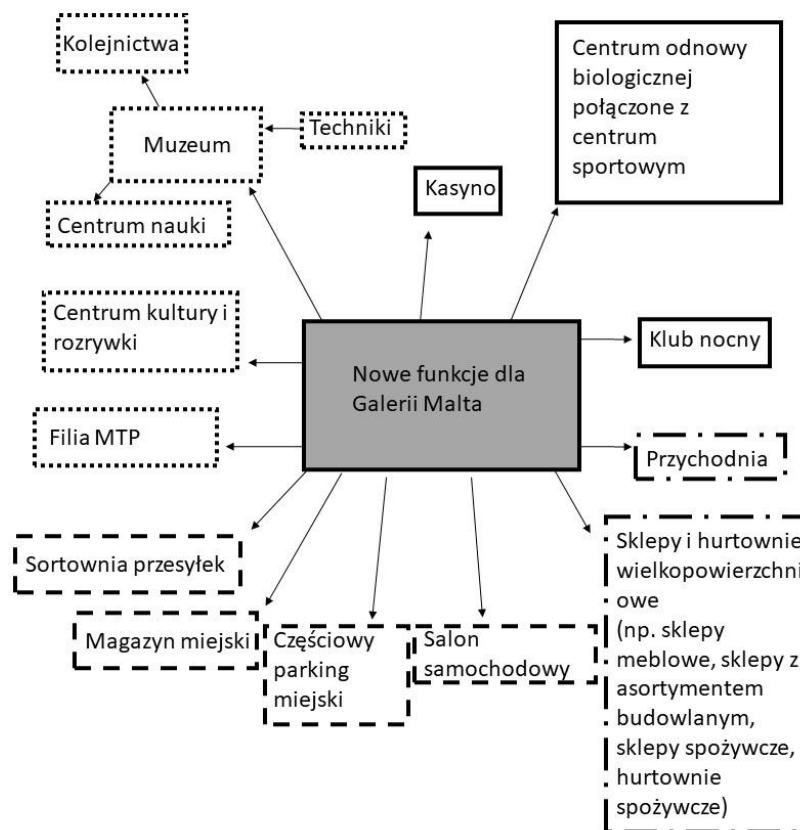 Kolejnictwa
Muzeum
Techniki
Centrum nauki
Kasyno
Centrum odnowy
biologicznej
połączone z
centrum
sportowym
Centrum kultury i
rozrywki
Nowe funkcje dla
Galerii Malta
Klub nocny
Filia MTP
Przychodnia
Sortownia przesyłek
Magazyn miejski
Częściowy
parking
miejski
Salon
samochodowy
Sklepy i hurtownie
wielkopowierzchni
owe
(np. sklepy
meblowe, sklepy z
asortymentem
budowlanym,
sklepy spożywcze,
hurtownie
spożywcze)